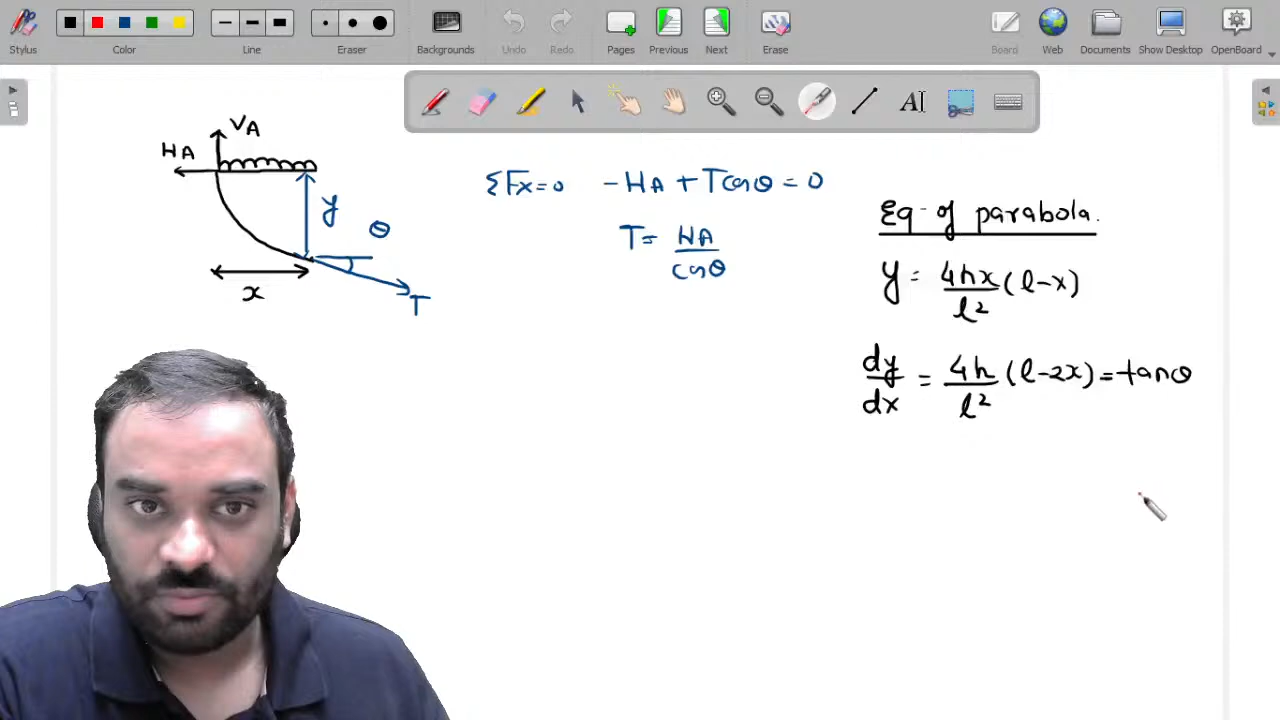 Stylus
Color
Line
Eraser
Backgrounds
Undo
Redo
Pages
Previous
Next
Erase
Board
Web
Documents
Show Desktop
OpenBoard
AI
VA
HA
y
θ
x
T
ΣFx=0 -HA + Tcosθ = 0
T = HA/cosθ
Eq- of parabola.
y = 4hx/l² (l-x)
dy/dx = 4h/l² (l-2x) = tanθ